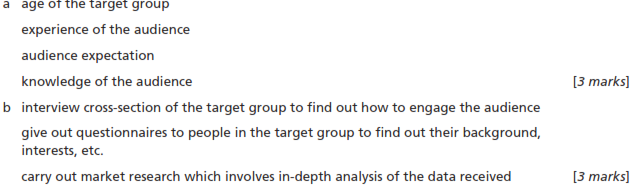 a age of the target group
experience of the audience
audience expectation
knowledge of the audience [3 marks]
b interview cross-section of the target group to find out how to engage the audience
give out questionnaires to people in the target group to find out their background,
interests, etc.
carry out market research which involves in-depth analysis of the data received [3 marks]